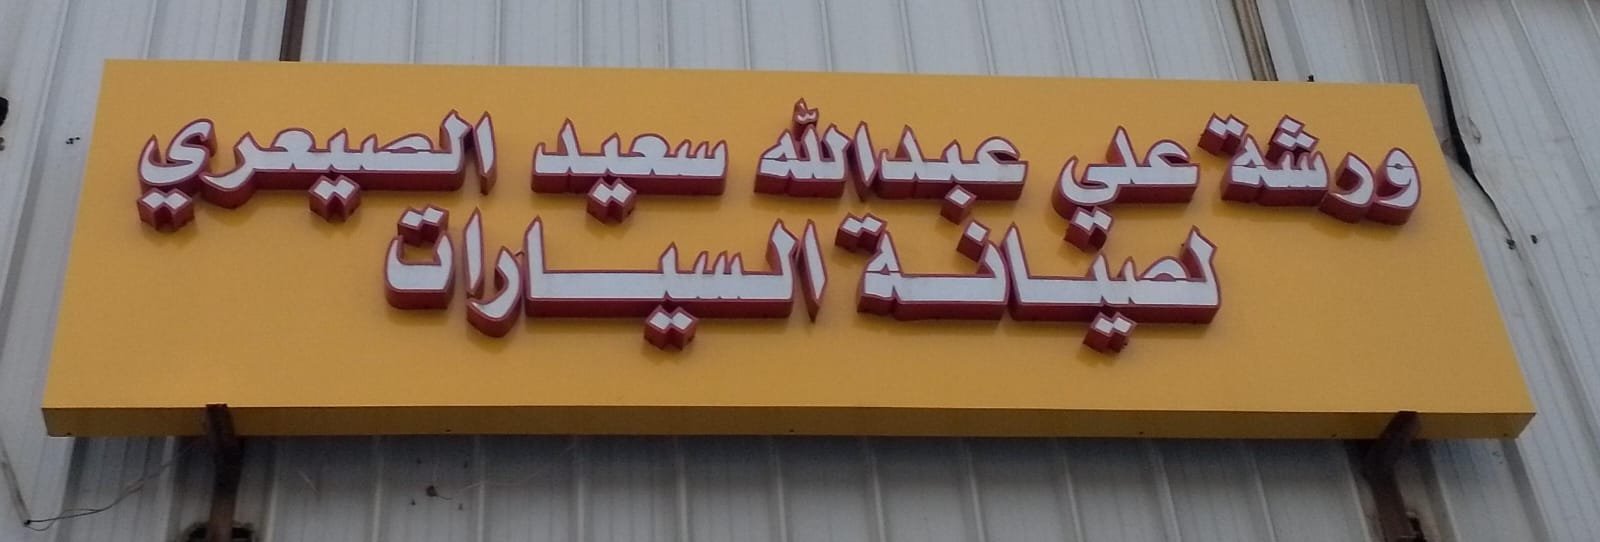 ورشة علي عبدالله سعيد الصيعري
لصيانة السيارات